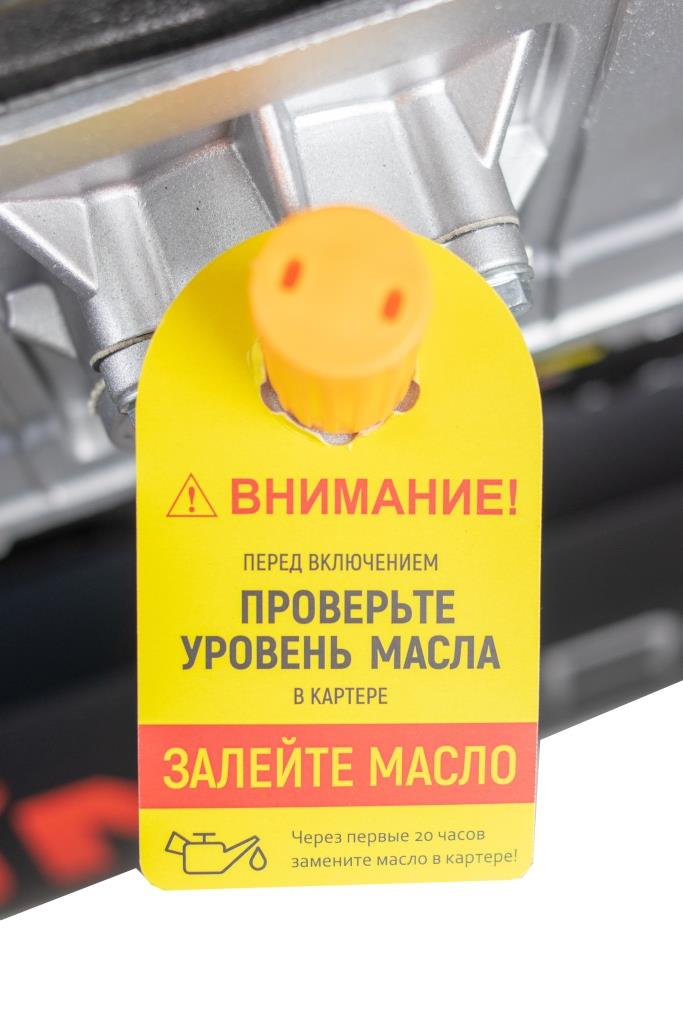 ВНИМАНИЕ!
ПЕРЕД ВКЛЮЧЕНИЕМ
ПРОВЕРЬТЕ
УРОВЕНЬ МАСЛА
В КАРТЕРЕ
ЗАЛЕЙТЕ МАСЛО
Через первые 20 часов
замените масло в картере!